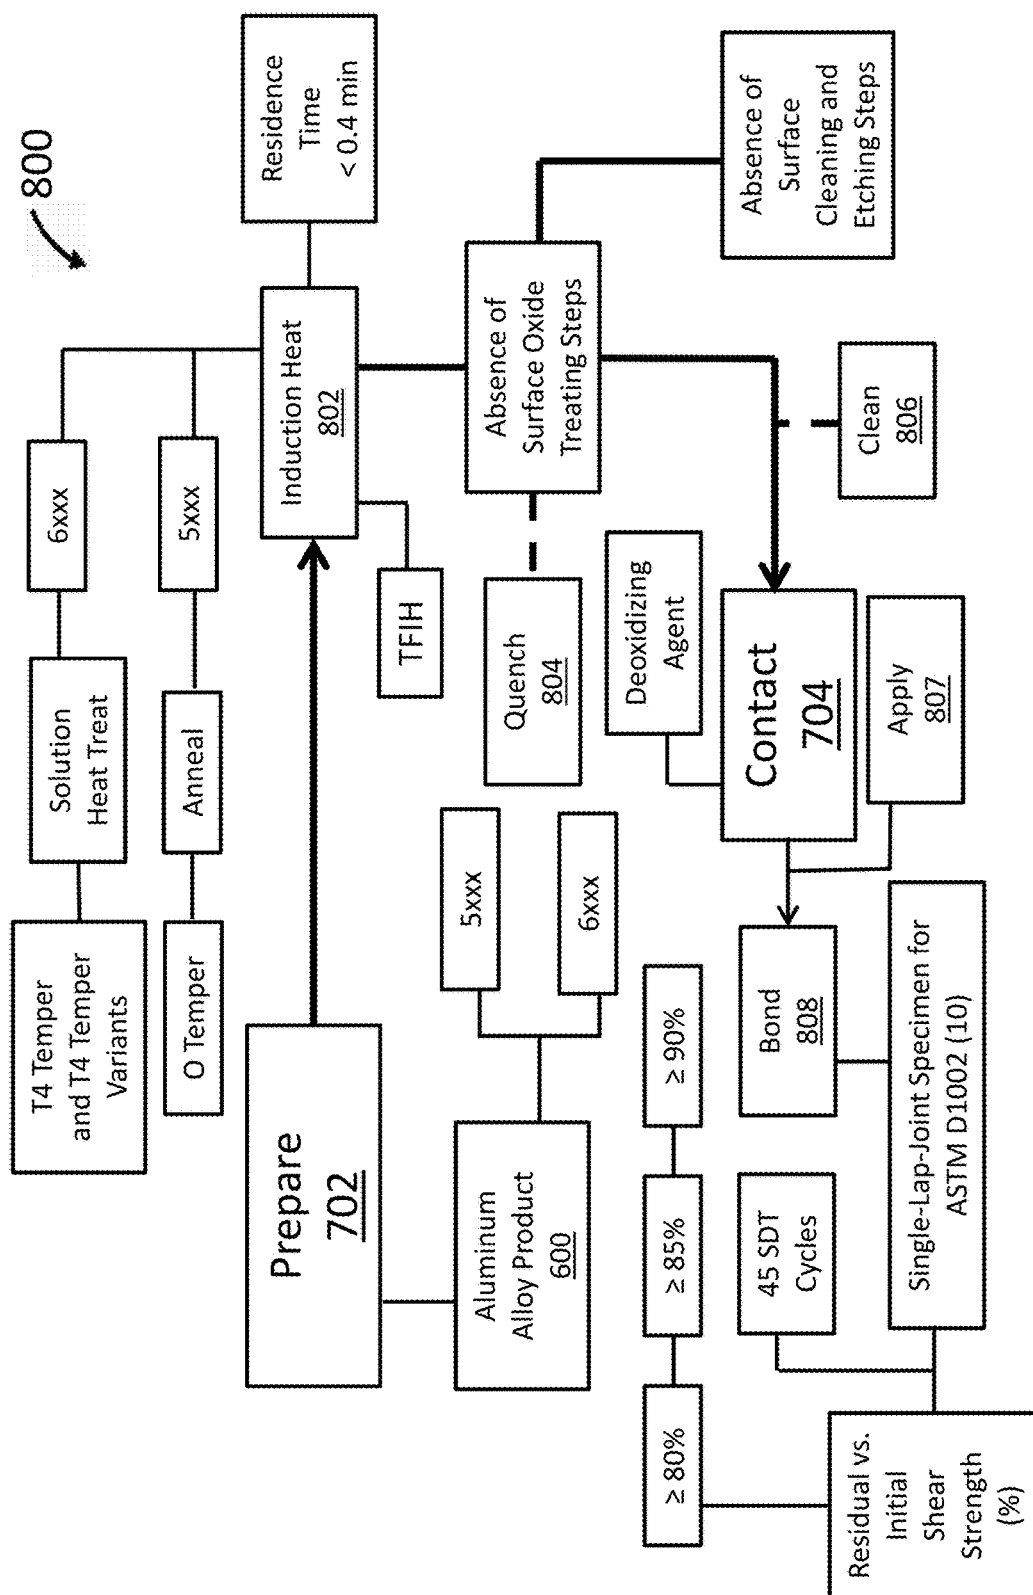 800
T4 Temper
and T4 Temper
Variants
Solution
Heat Treat
6xxx
O Temper
Anneal
5xxx
Prepare
702
Induction Heat
802
Residence
Time
< 0.4 min
TFIH
Aluminum
Alloy Product
600
5xxx
6xxx
Quench
804
Absence of
Surface Oxide
Treating Steps
Absence of
Surface
Cleaning and
Etching Steps
Deoxidizing
Agent
≥ 80%
≥ 85%
≥ 90%
45 SDT
Cycles
Bond
808
Contact
704
Clean
806
Apply
807
Residual vs.
Initial
Shear
Strength
(%)
Single-Lap-Joint Specimen for
ASTM D1002 (10)